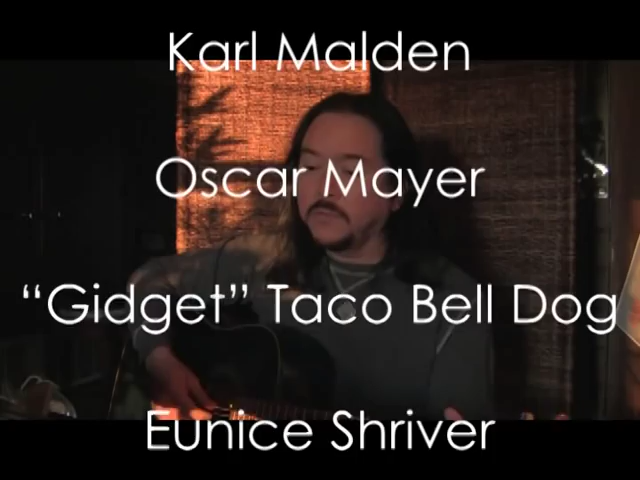 Karl Malden
Oscar Mayer
“Gidget” Taco Bell Dog
Eunice Shriver